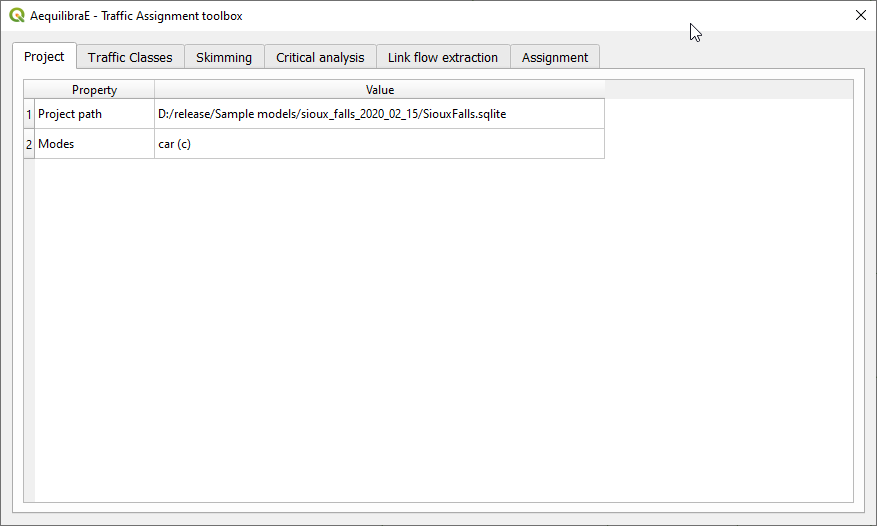 AequilibraE - Traffic Assignment toolbox
Project Traffic Classes Skimming Critical analysis Link flow extraction Assignment
Property Value
1 Project path D:/release/Sample models/sioux_falls_2020_02_15/SiouxFalls.sqlite
2 Modes car (c)